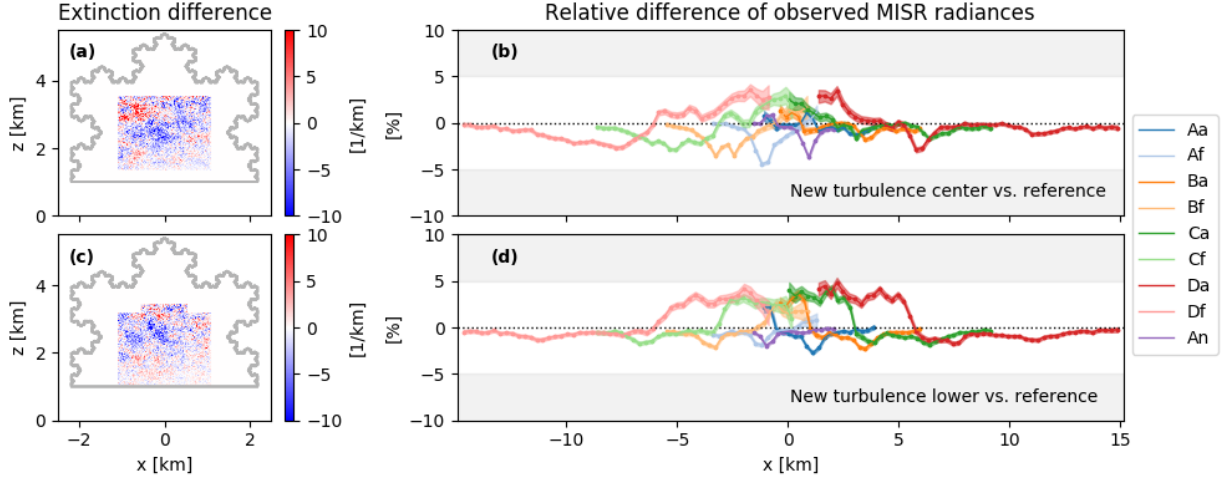 Extinction difference
Relative difference of observed MISR radiances
(a)
z [km]
4
2
0
−2
0
2
10
5
0
−5
−10
[1/km]
(b)
[%]
10
5
0
−5
−10
New turbulence center vs. reference
(c)
z [km]
4
2
0
−2
0
2
x [km]
10
5
0
−5
−10
[1/km]
(d)
[%]
10
5
0
−5
−10
New turbulence lower vs. reference
−10
−5
0
5
10
15
x [km]
Aa
Af
Ba
Bf
Ca
Cf
Da
Df
An